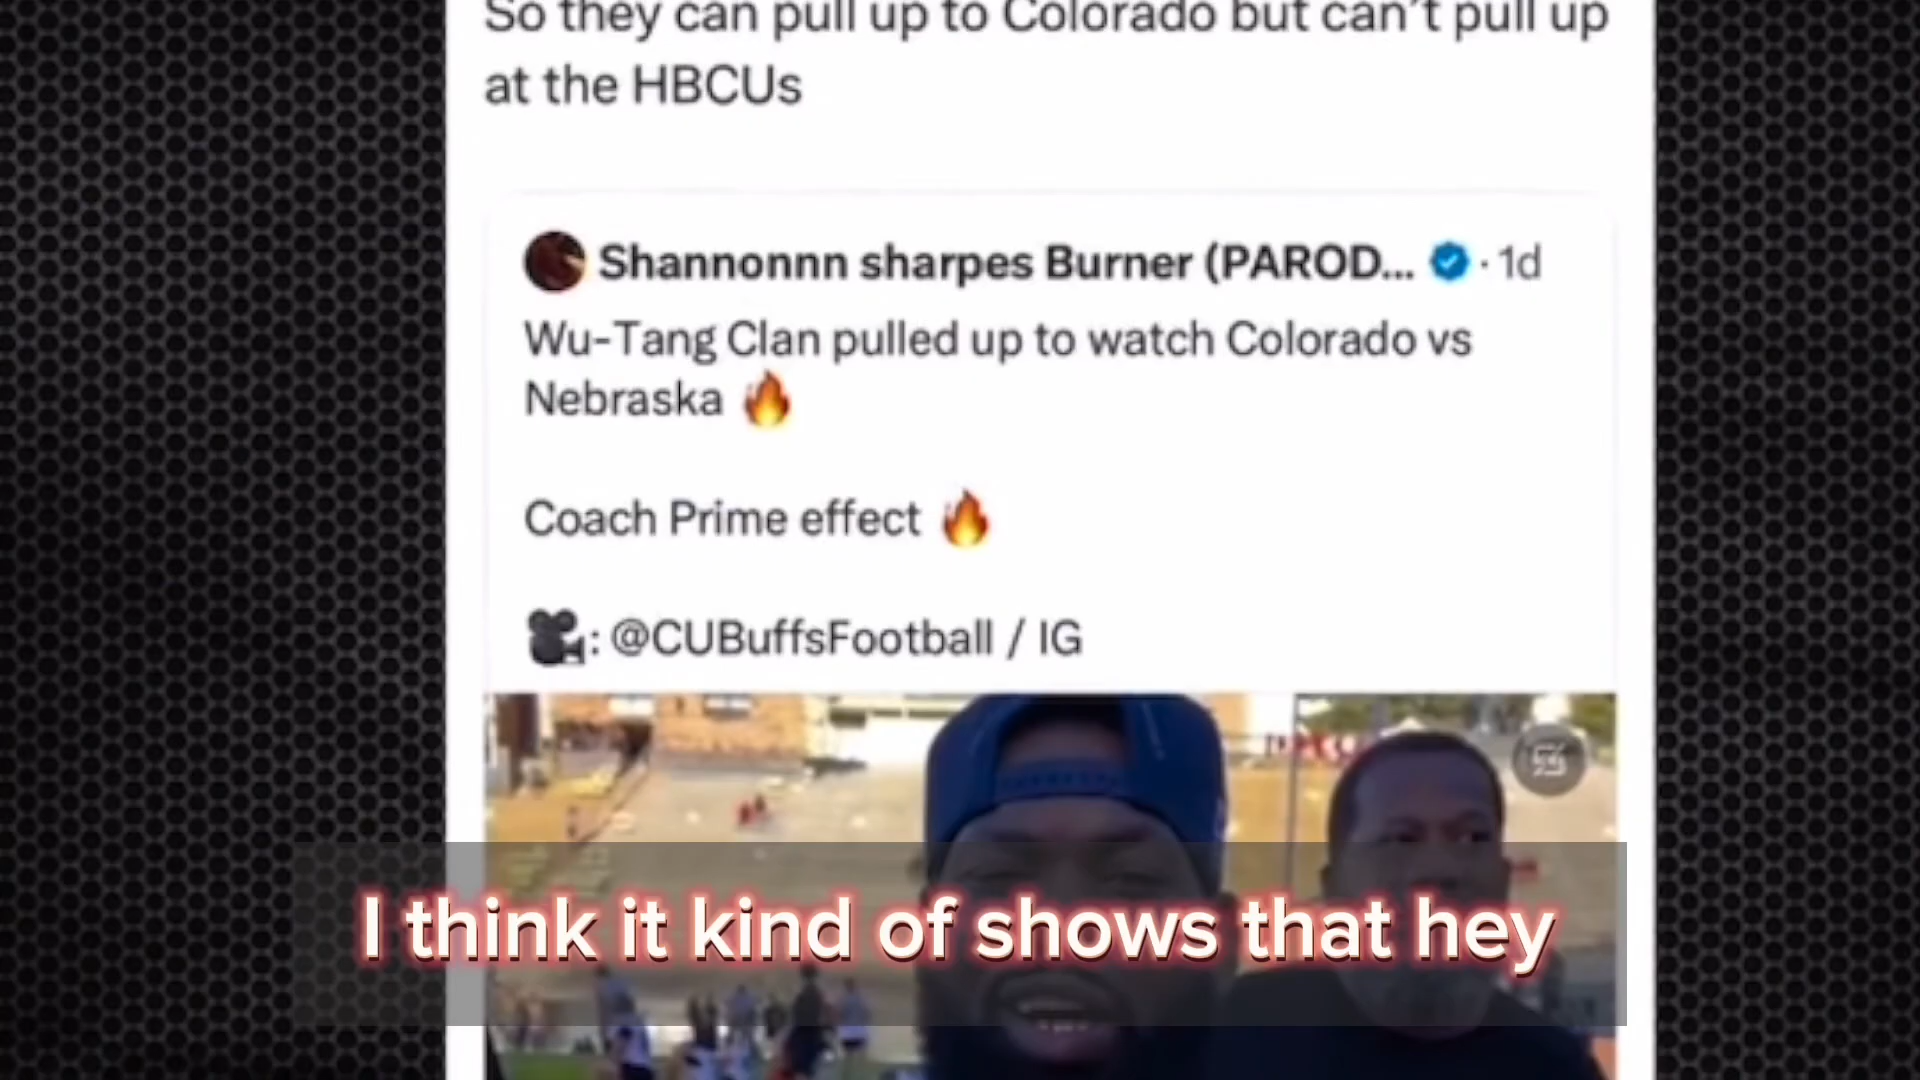 So they can pull up to Colorado but can't pull up
at the HBCUs
Shannonnn sharpes Burner (PAROD... · 1d
Wu-Tang Clan pulled up to watch Colorado vs
Nebraska 🔥
Coach Prime effect 🔥
🎥: @CUBuffsFootball / IG
I think it kind of shows that hey